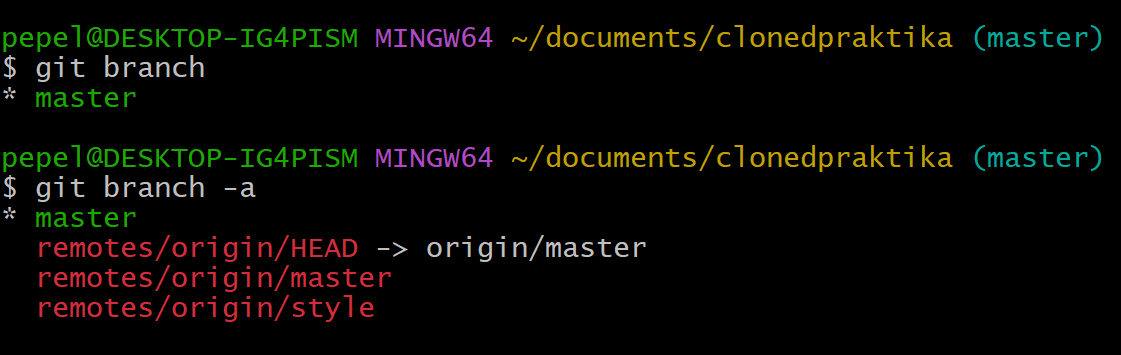 pepel@DESKTOP-IG4PISM MINGW64 ~/documents/clonedpraktika (master)
$ git branch
* master
pepel@DESKTOP-IG4PISM MINGW64 ~/documents/clonedpraktika (master)
$ git branch -a
* master
remotes/origin/HEAD -> origin/master
remotes/origin/master
remotes/origin/style